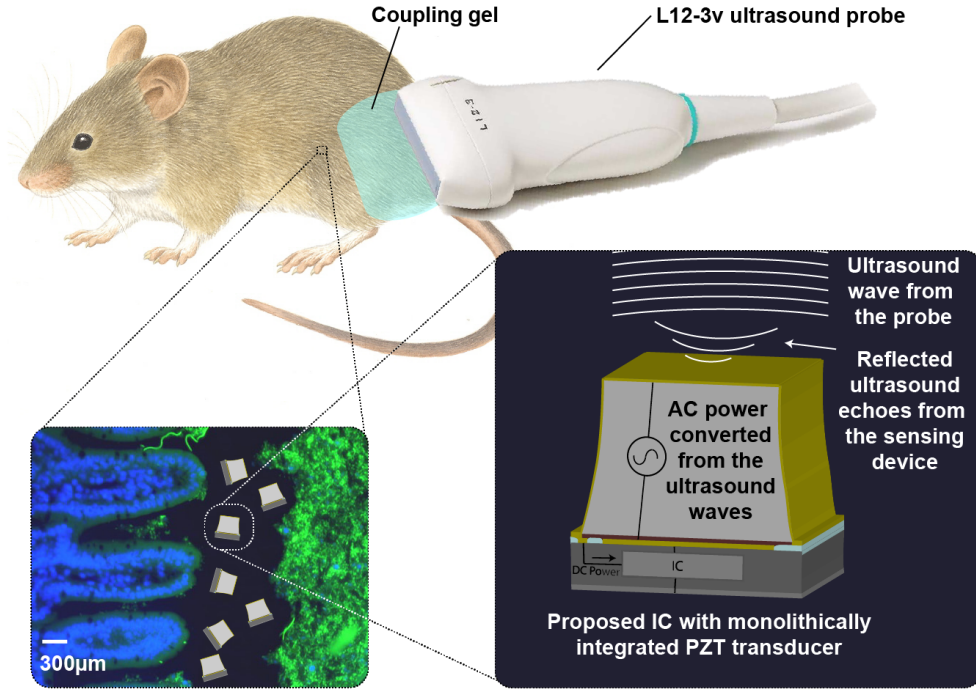 Coupling gel
L12-3v ultrasound probe
L12-3
Ultrasound
wave from
the probe
Reflected
ultrasound
echoes from
the sensing
device
AC power
converted
from the
ultrasound
waves
DC Power
IC
Proposed IC with monolithically
integrated PZT transducer
300μm